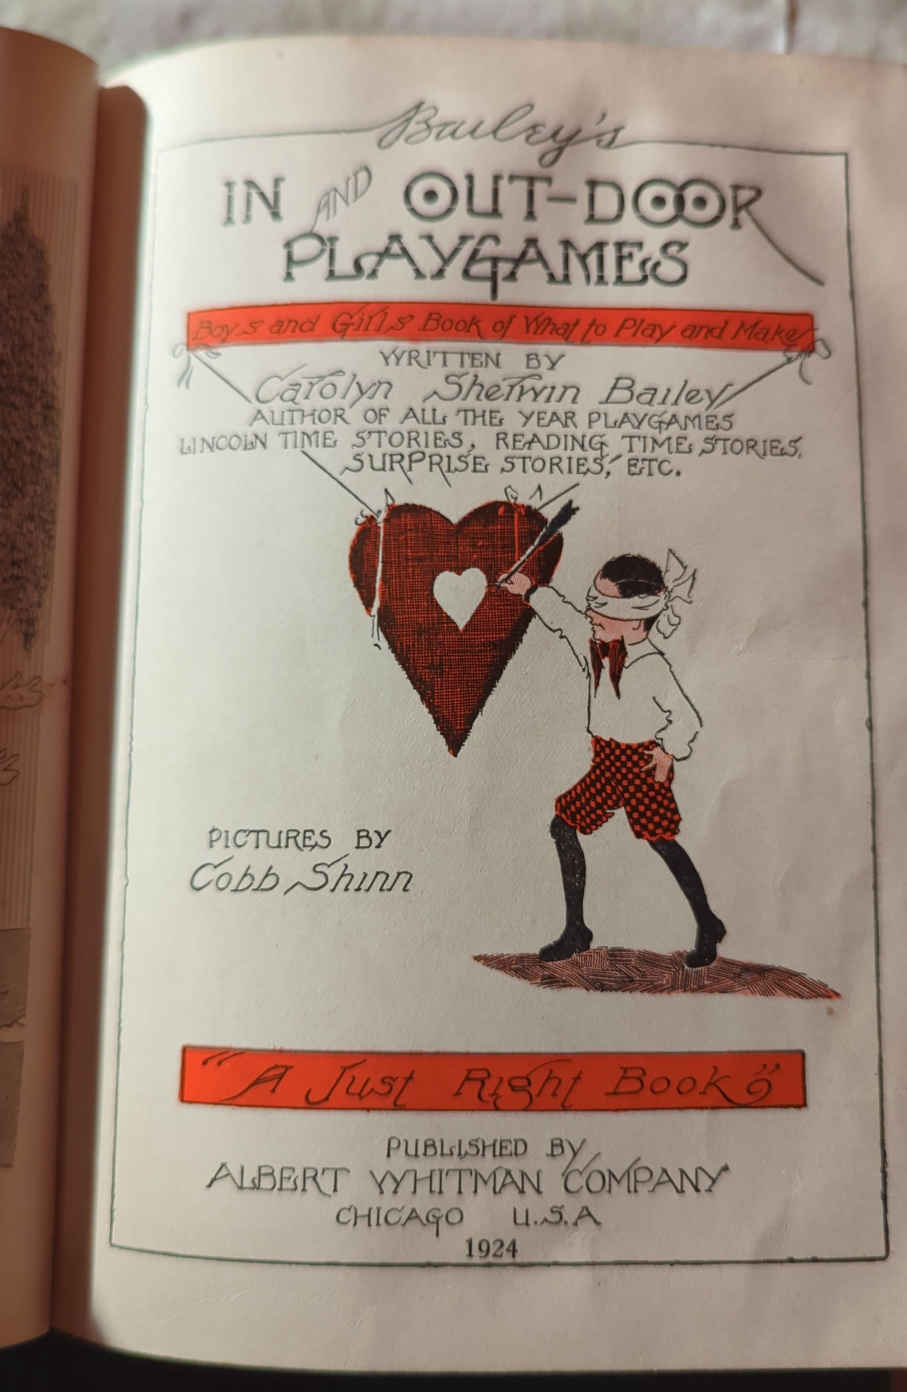 Bailey's
IN AND OUT-DOOR
PLAYGAMES
Boys and Girls Book of What to Play and Make
WRITTEN BY
Carolyn Sherwin Bailey
AUTHOR OF ALL THE YEAR PLAYGAMES
LINCOLN TIME STORIES, READING TIME STORIES,
SURPRISE STORIES, ETC.
PICTURES BY
Cobb Shinn
"A Just Right Book"
PUBLISHED BY
ALBERT WHITMAN COMPANY
CHICAGO U.S.A
1924